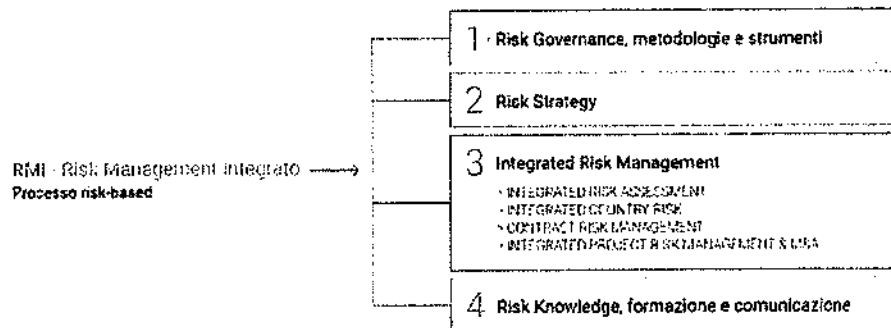 RMI - Risk Management Integrato
Processo risk-based
1 Risk Governance, metodologie e strumenti
2 Risk Strategy
3 Integrated Risk Management
• INTEGRATED RISK ASSESSMENT
• INTEGRATED COUNTRY RISK
• CONTRACT RISK MANAGEMENT
• INTEGRATED PROJECT RISK MANAGEMENT & M&A
4 Risk Knowledge, formazione e comunicazione